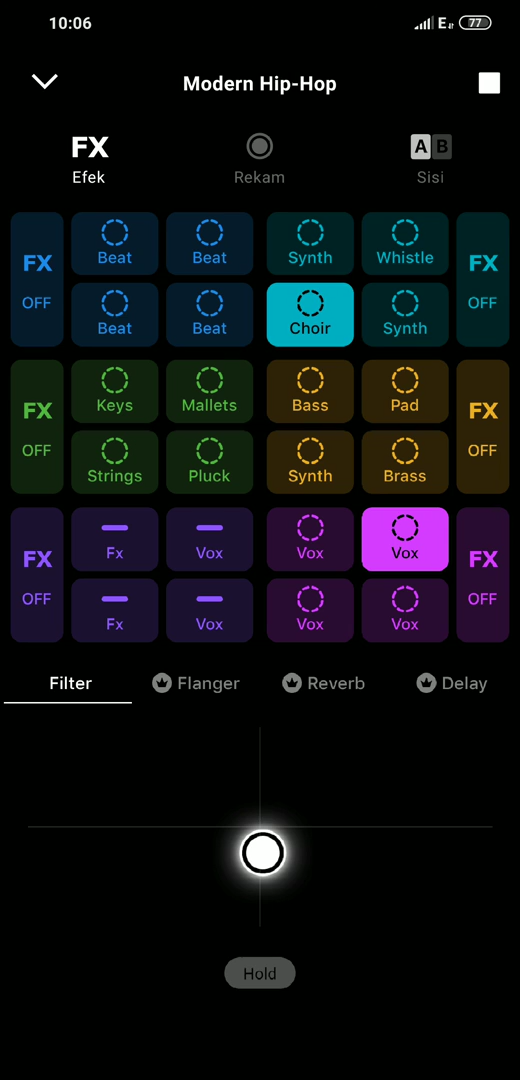 10:06 E 77
Modern Hip-Hop
FX A B
Efek Rekam Sisi
Beat Beat Synth Whistle
FX FX
OFF OFF
Beat Beat Choir Synth
Keys Mallets Bass Pad
FX FX
OFF OFF
Strings Pluck Synth Brass
Fx Vox Vox Vox
FX FX
OFF OFF
Fx Vox Vox Vox
Filter Flanger Reverb Delay
Hold